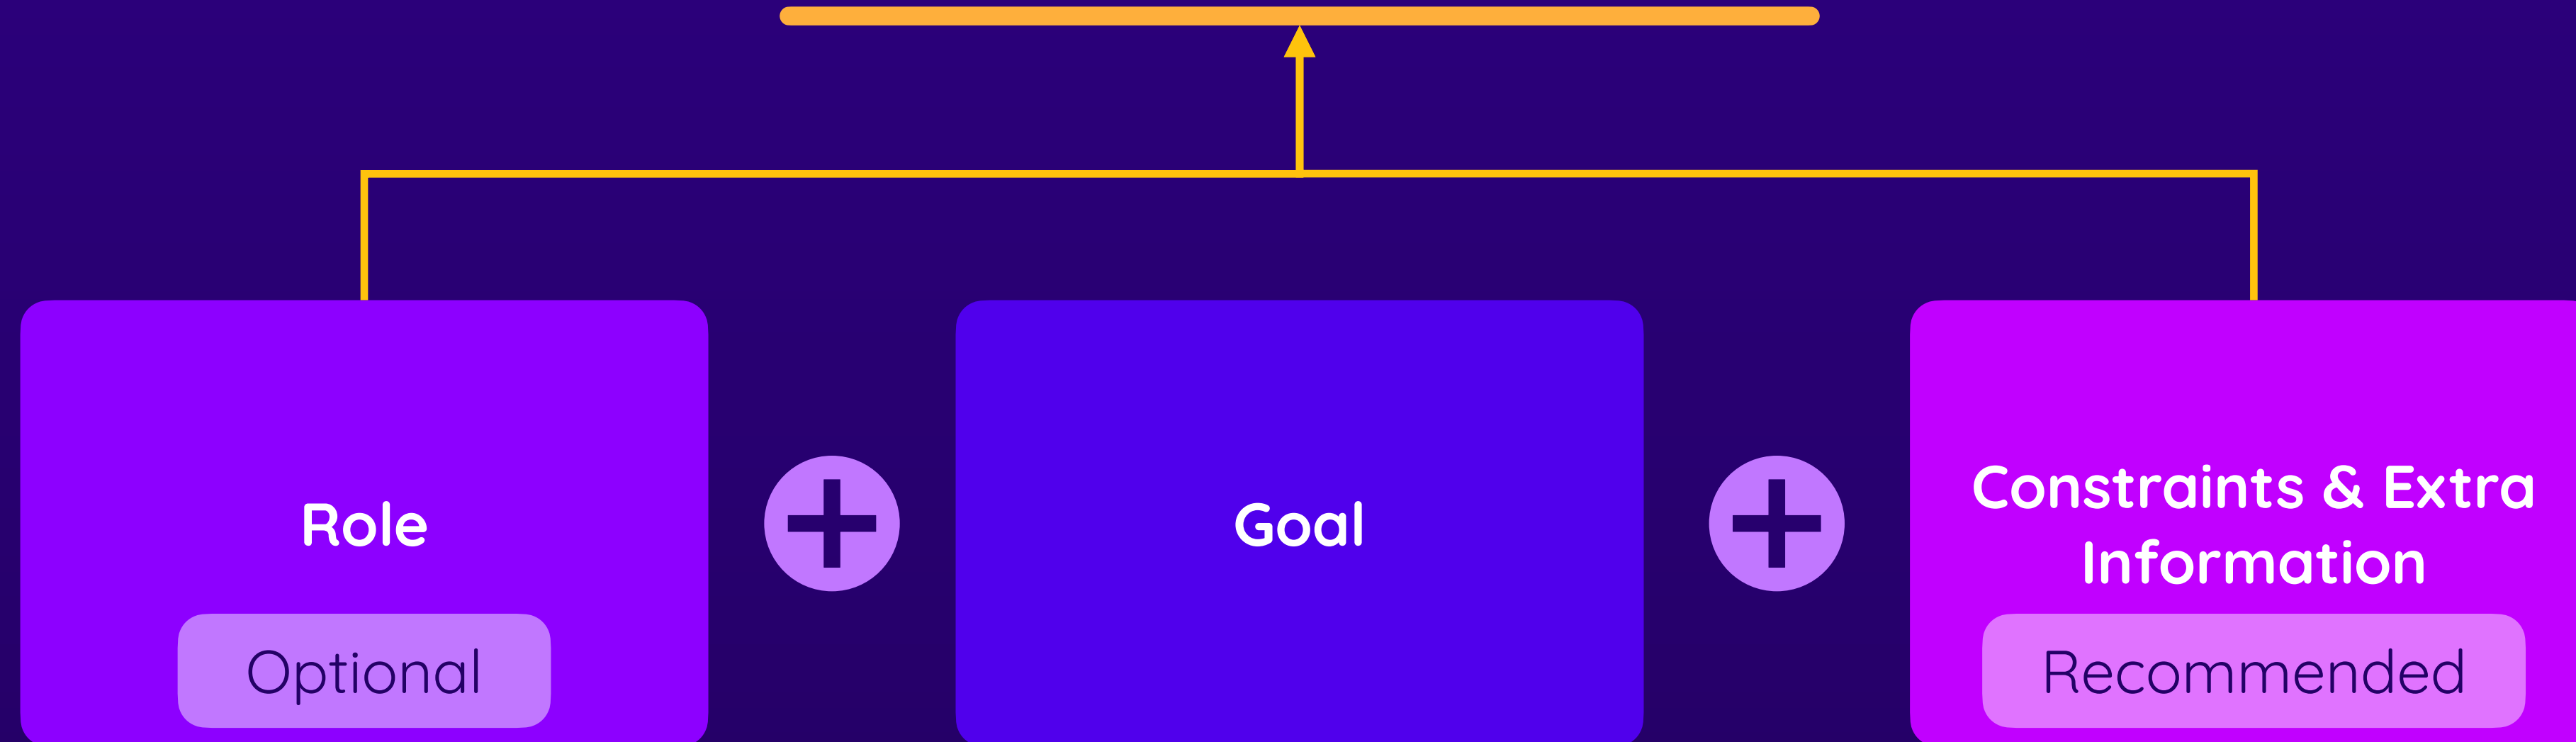 Role
Optional
Goal
Constraints & Extra
Information
Recommended